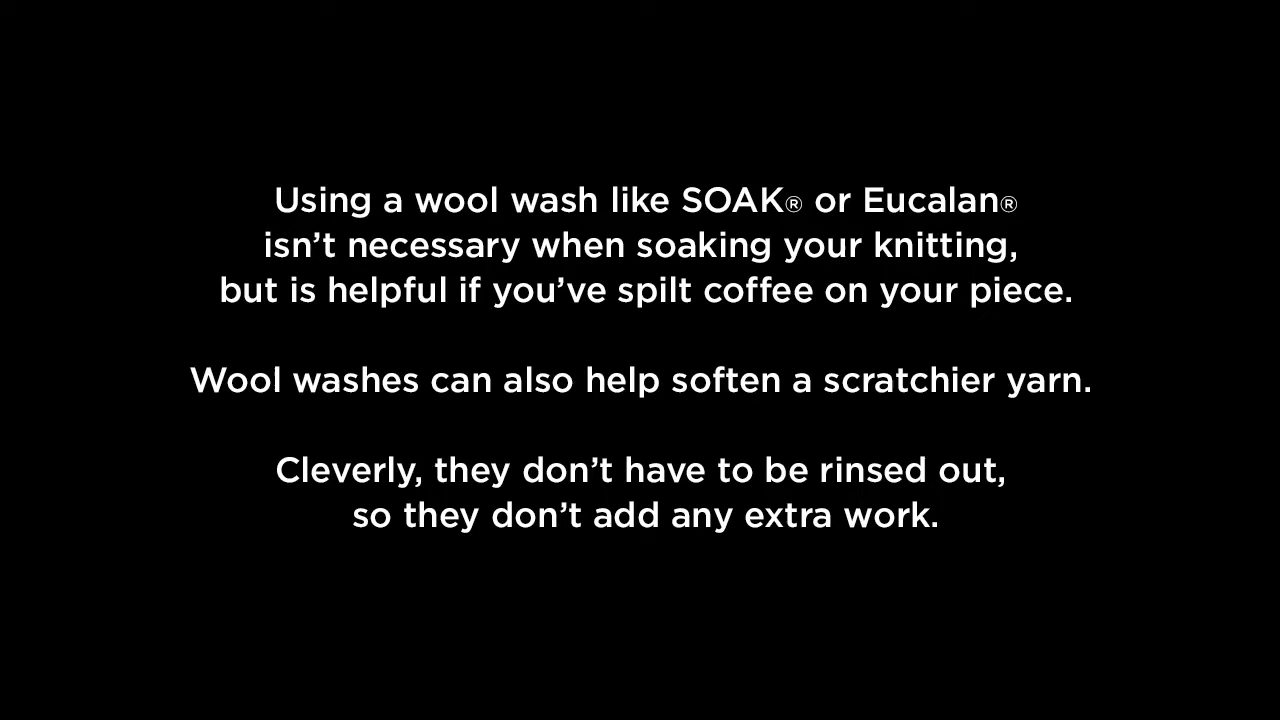 Using a wool wash like SOAK® or Eucalan®
isn’t necessary when soaking your knitting,
but is helpful if you’ve spilt coffee on your piece.
Wool washes can also help soften a scratchier yarn.
Cleverly, they don’t have to be rinsed out,
so they don’t add any extra work.